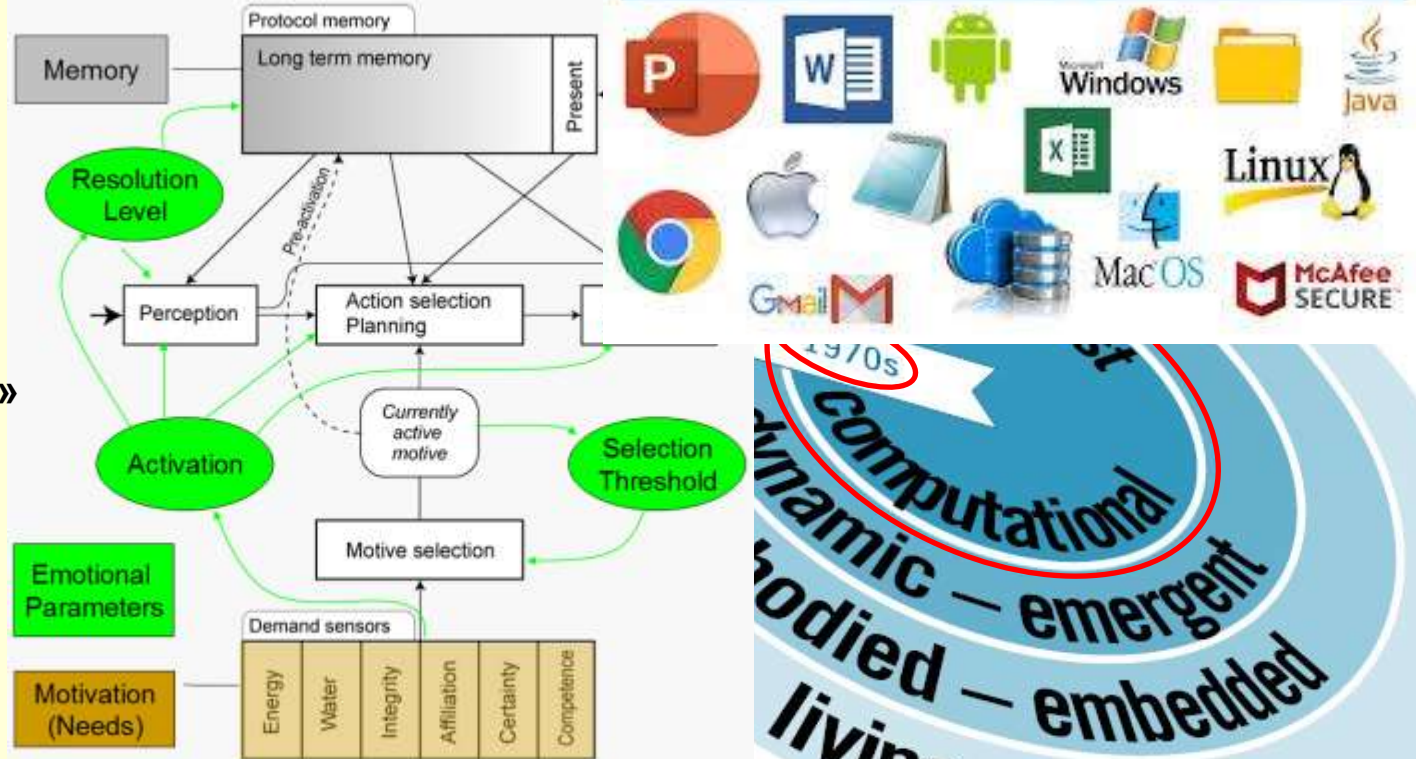 Protocol memory
Memory
Long term memory
Present
Resolution
Level
Pre-activation
Perception
Action selection
Planning
»
Currently
active
motive
Activation
Selection
Threshold
Motive selection
Emotional
Parameters
Demand sensors
Motivation
(Needs)
Energy
Water
Integrity
Affiliation
Certainty
Competence
P
W
Microsoft
Windows
Java
X
Linux
Mac OS
GMail
McAfee
SECURE
1970s
computational
emergent
embedded